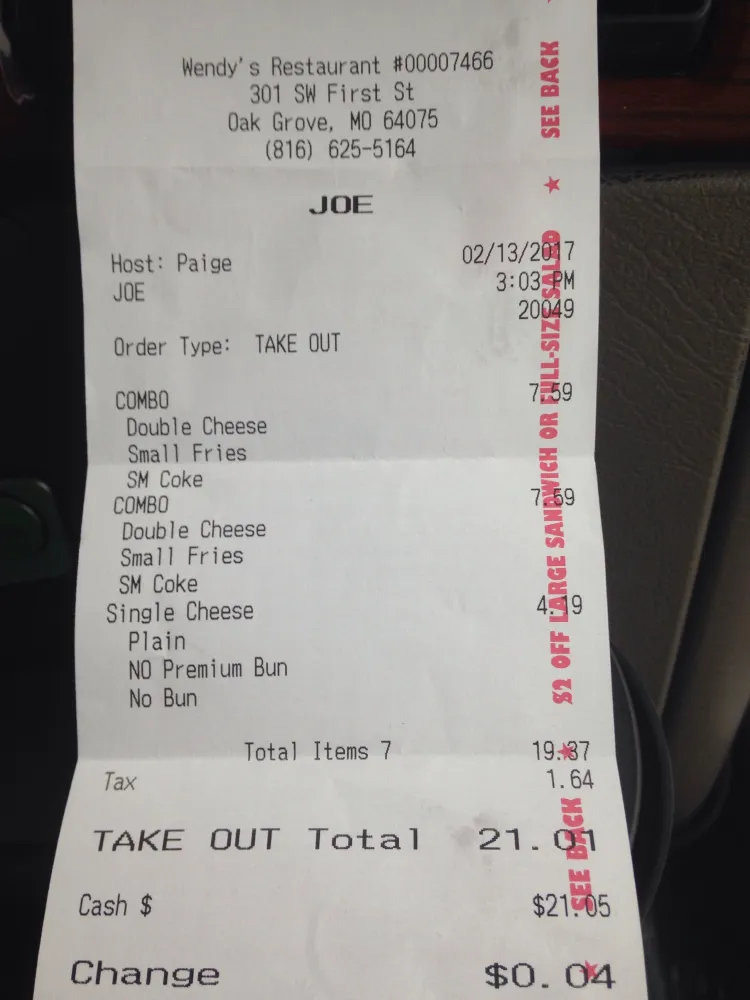 Wendy's Restaurant #00007466
301 SW First St
Oak Grove, MO 64075
(816) 625-5164
JOE
Host: Paige 02/13/2017
JOE 3:03 PM
20049
Order Type: TAKE OUT
COMBO 7.59
Double Cheese
Small Fries
SM Coke
COMBO 7.59
Double Cheese
Small Fries
SM Coke
Single Cheese 4.19
Plain
NO Premium Bun
No Bun
Total Items 7 19.37
Tax 1.64
TAKE OUT Total 21.01
Cash $ $21.05
Change $0.04
SEE BACK ★ $2 OFF LARGE SANDWICH OR FULL-SIZE SALAD ★ SEE BACK